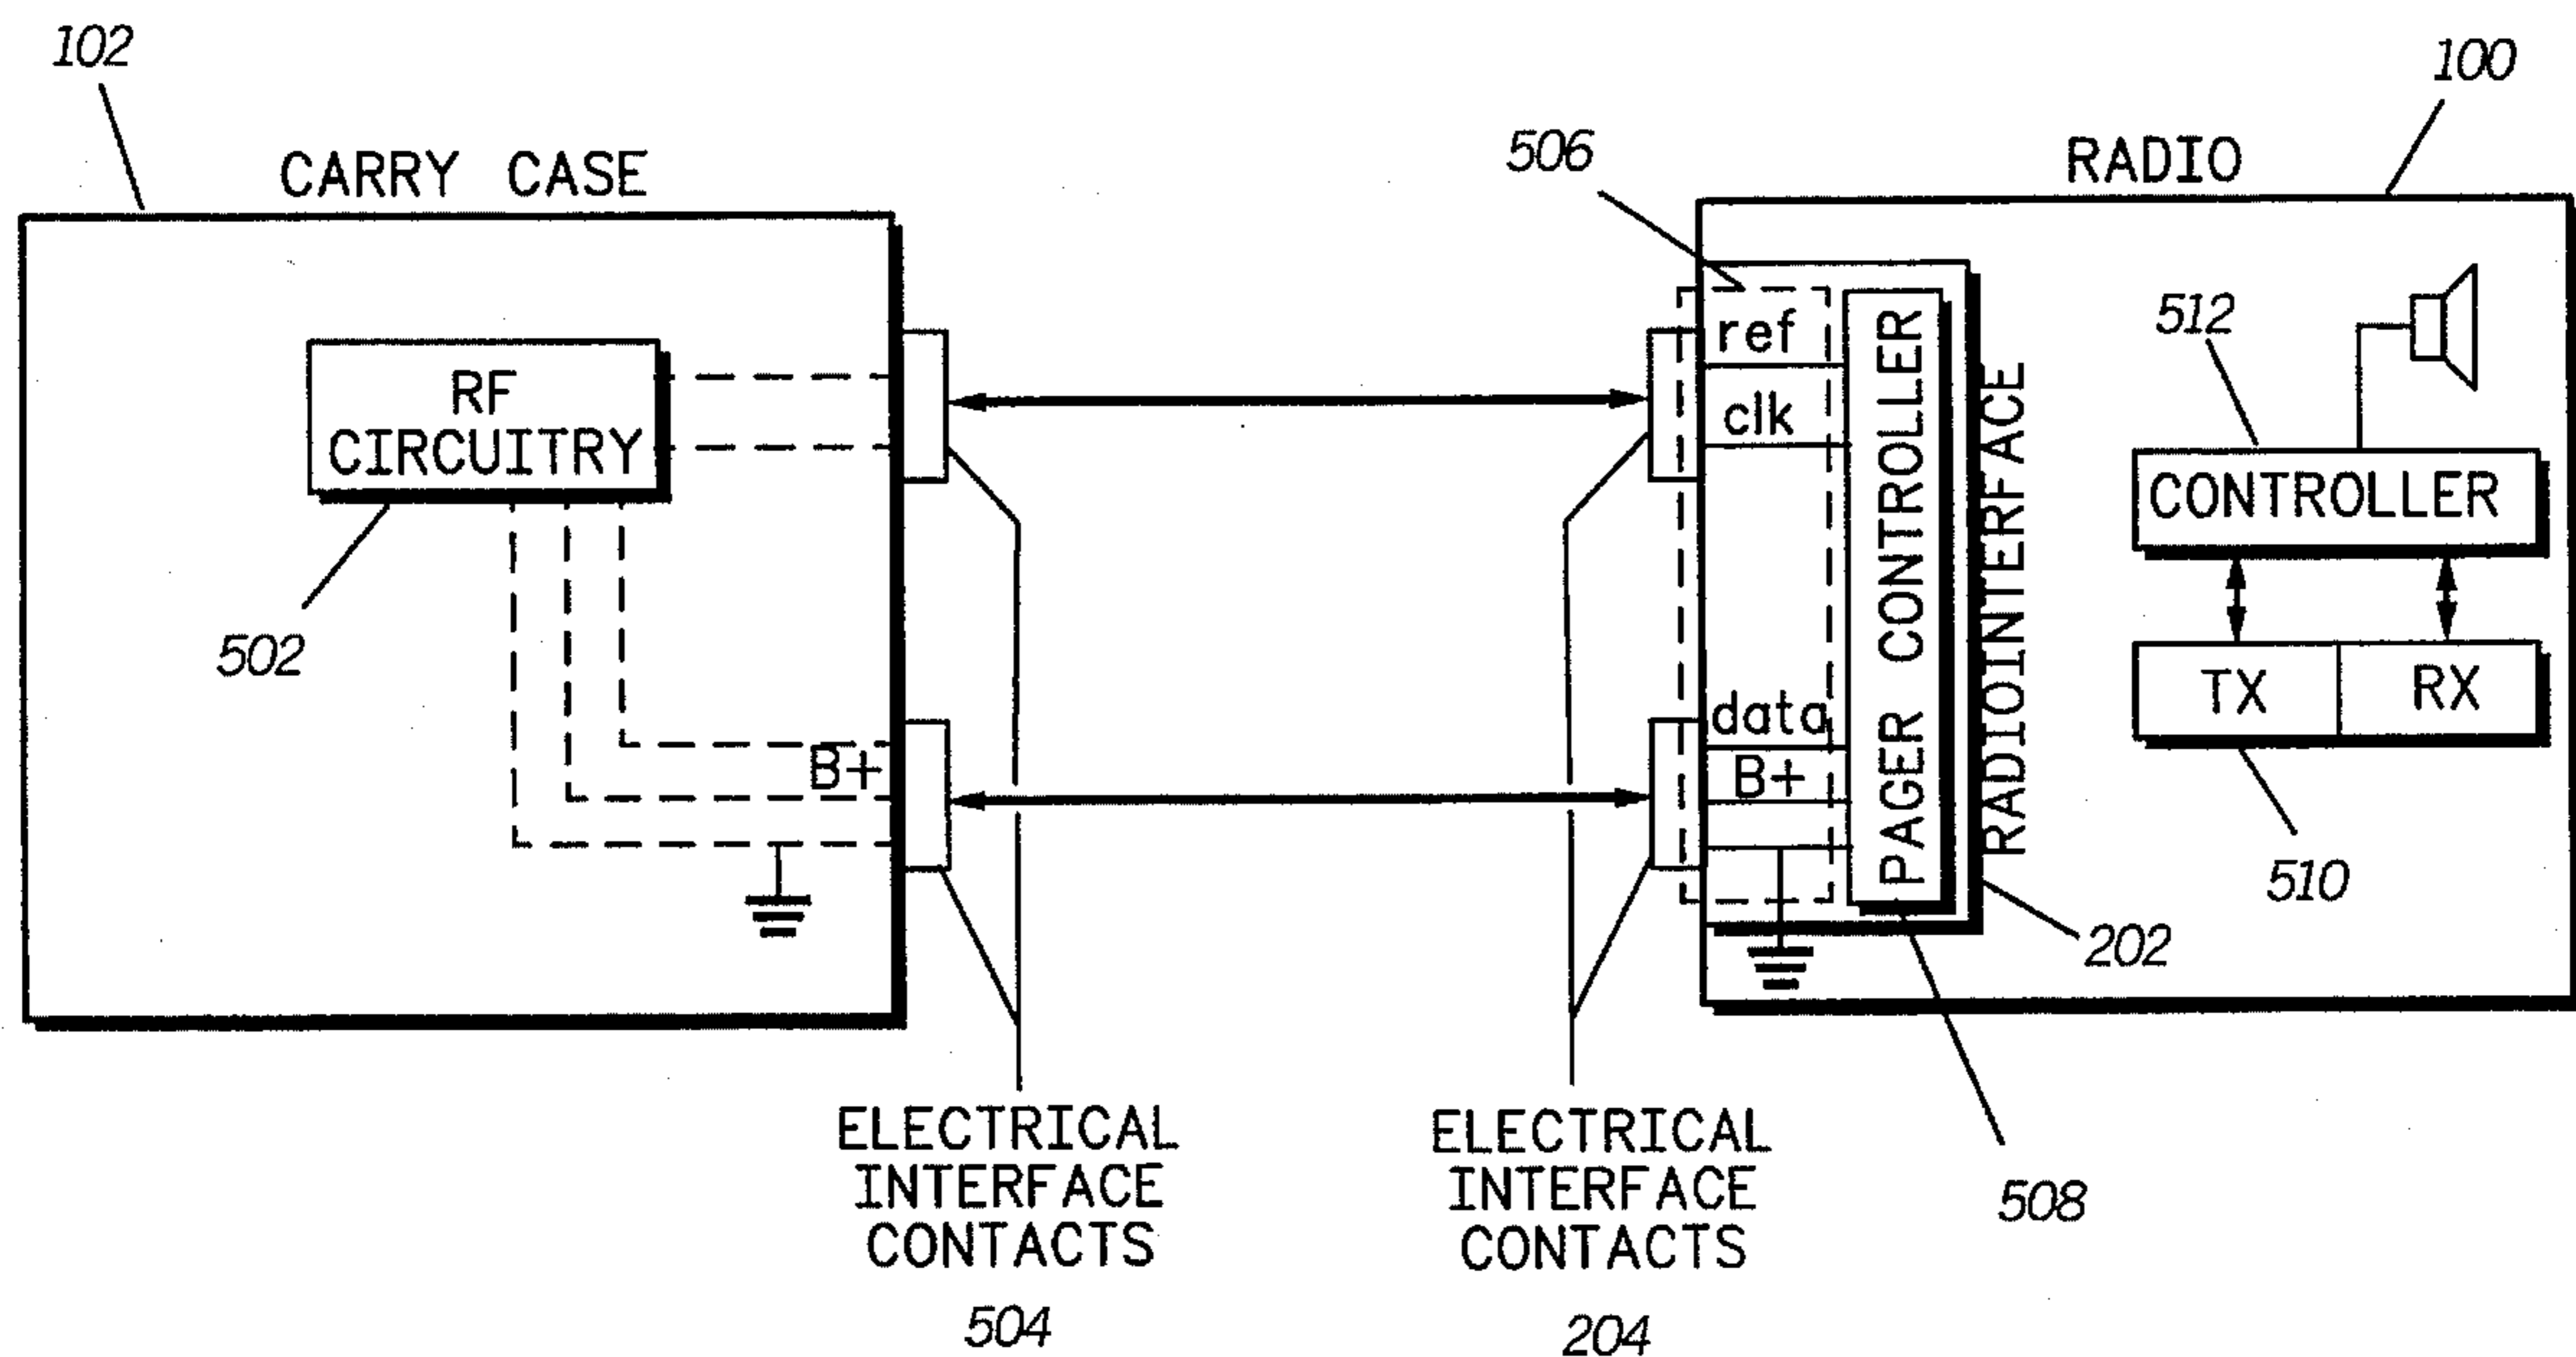 102
100
CARRY CASE
506
RADIO
RF
CIRCUITRY
502
B+
ref
clk
data
B+
PAGER CONTROLLER
RADIOINTERFACE
512
CONTROLLER
TX
RX
510
202
508
ELECTRICAL
INTERFACE
CONTACTS
504
ELECTRICAL
INTERFACE
CONTACTS
204